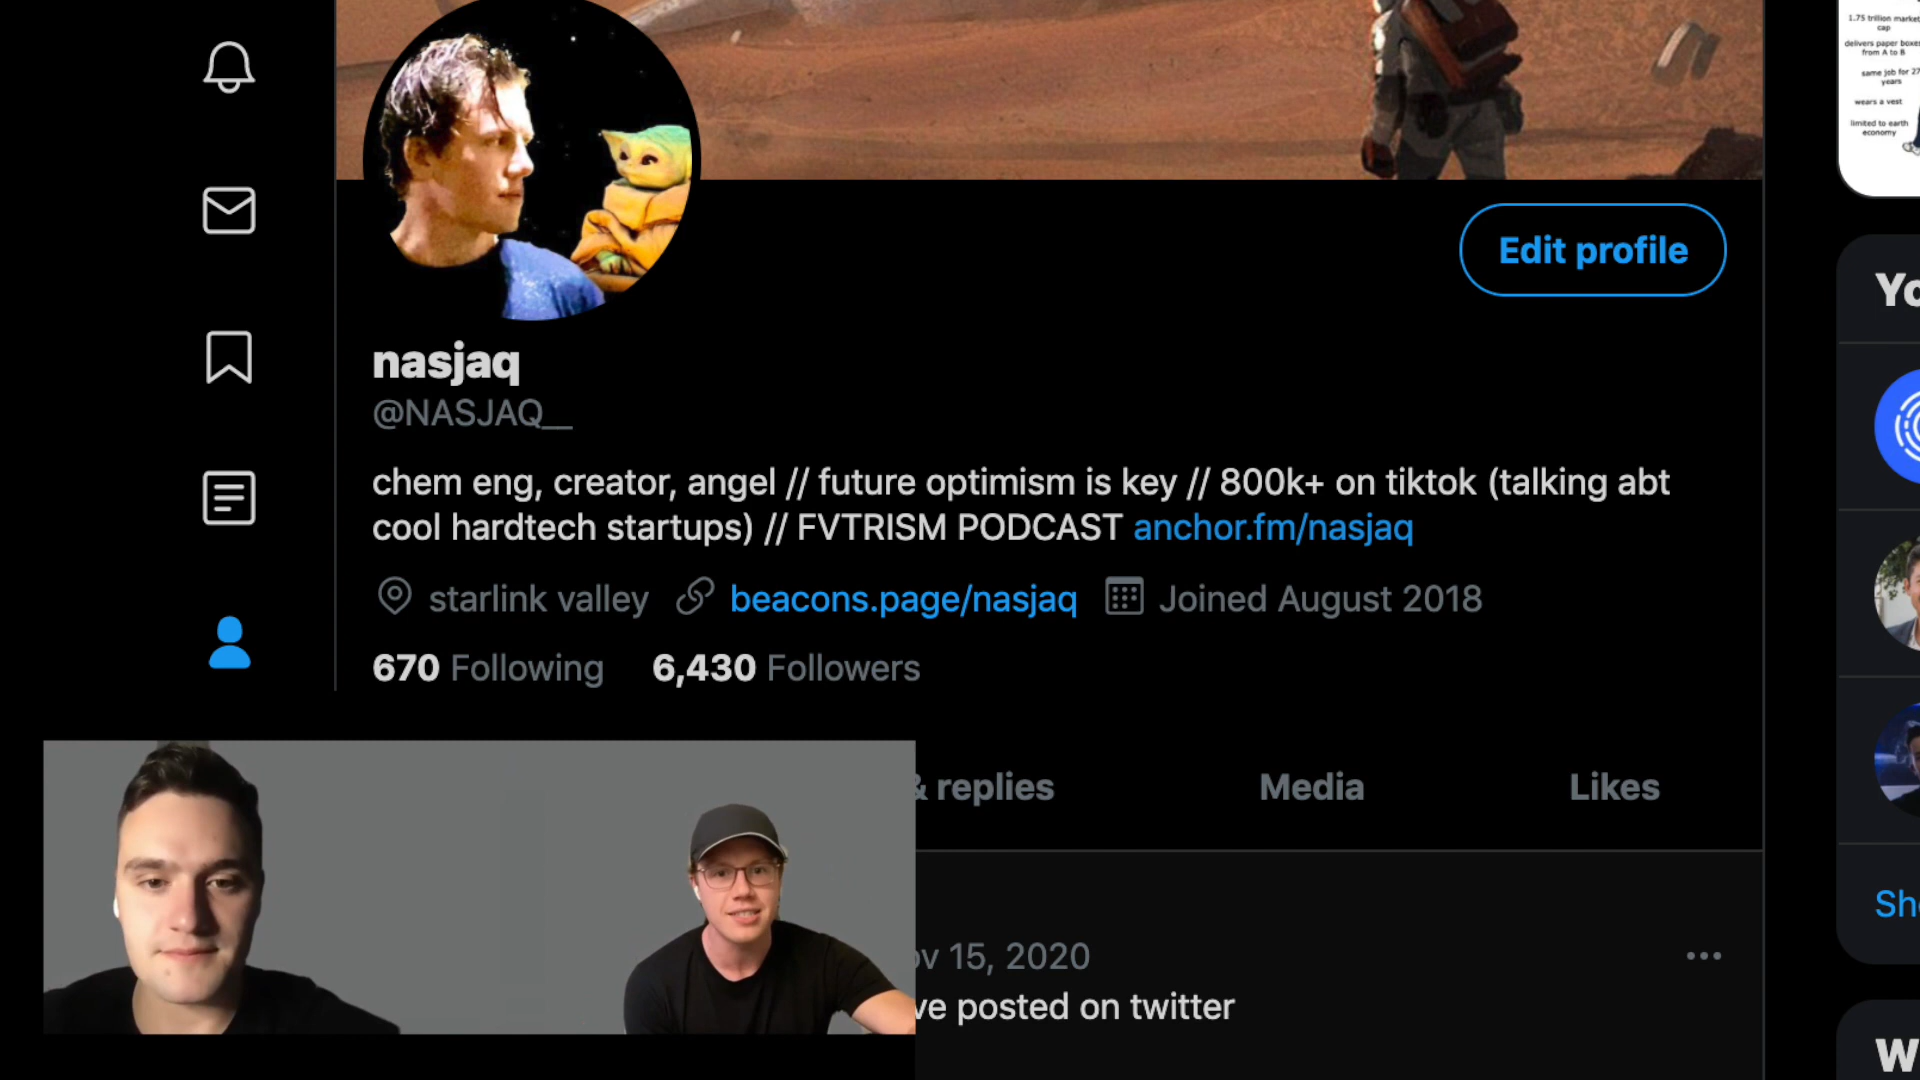 Edit profile
nasjaq
@NASJAQ__
chem eng, creator, angel // future optimism is key // 800k+ on tiktok (talking abt
cool hardtech startups) // FVTRISM PODCAST anchor.fm/nasjaq
starlink valley beacons.page/nasjaq Joined August 2018
670 Following 6,430 Followers
& replies Media Likes
ov 15, 2020
ve posted on twitter
1.75 trillion market
cap
delivers paper boxes
from A to B
same job for 27
years
wears a vest
limited to earth
economy
Yo
Sho
W